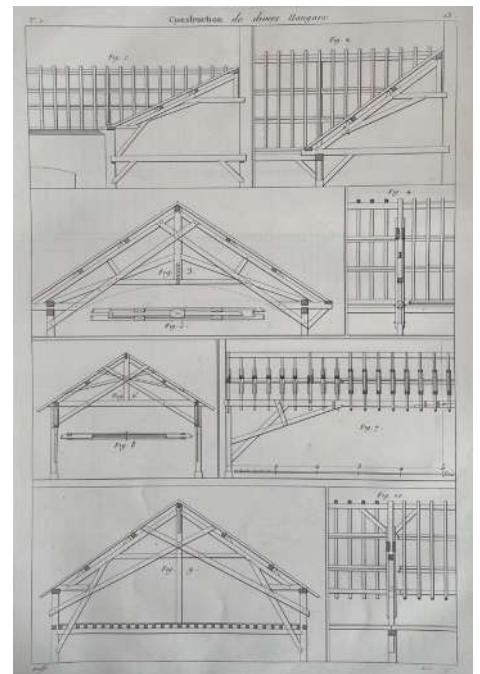 Construction de divers Hangars
Fig. 1
Fig. 2
Fig. 4
Fig. 3
Fig. 5
Fig. 6
Fig. 8
Fig. 7
Fig. 10
Fig. 9